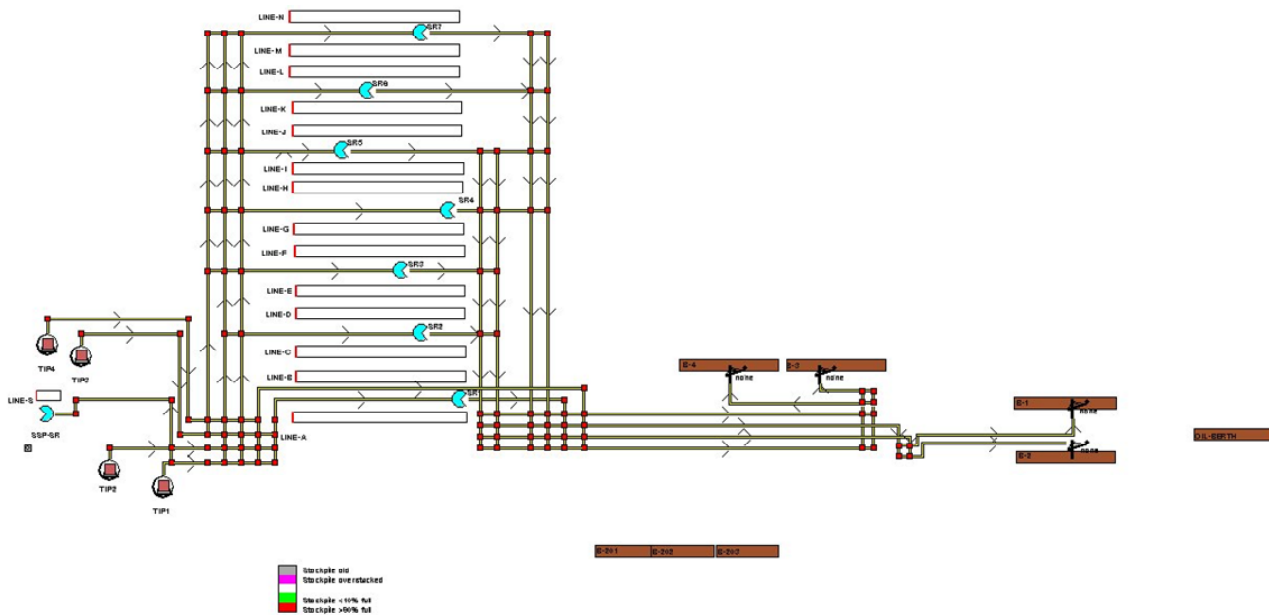 LINE-N
SR7
LINE-M
LINE-L
SR6
LINE-K
LINE-J
SR5
LINE-I
LINE-H
SR4
LINE-G
LINE-F
SR3
LINE-E
LINE-D
SR2
LINE-C
LINE-B
LINE-A
TIP4
TIP3
LINE-S
SSP-SR
TIP2
TIP1
none
none
none
none
OIL-BERTH
Stockpile old
Stockpile overstacked
Stockpile <10% full
Stockpile >90% full